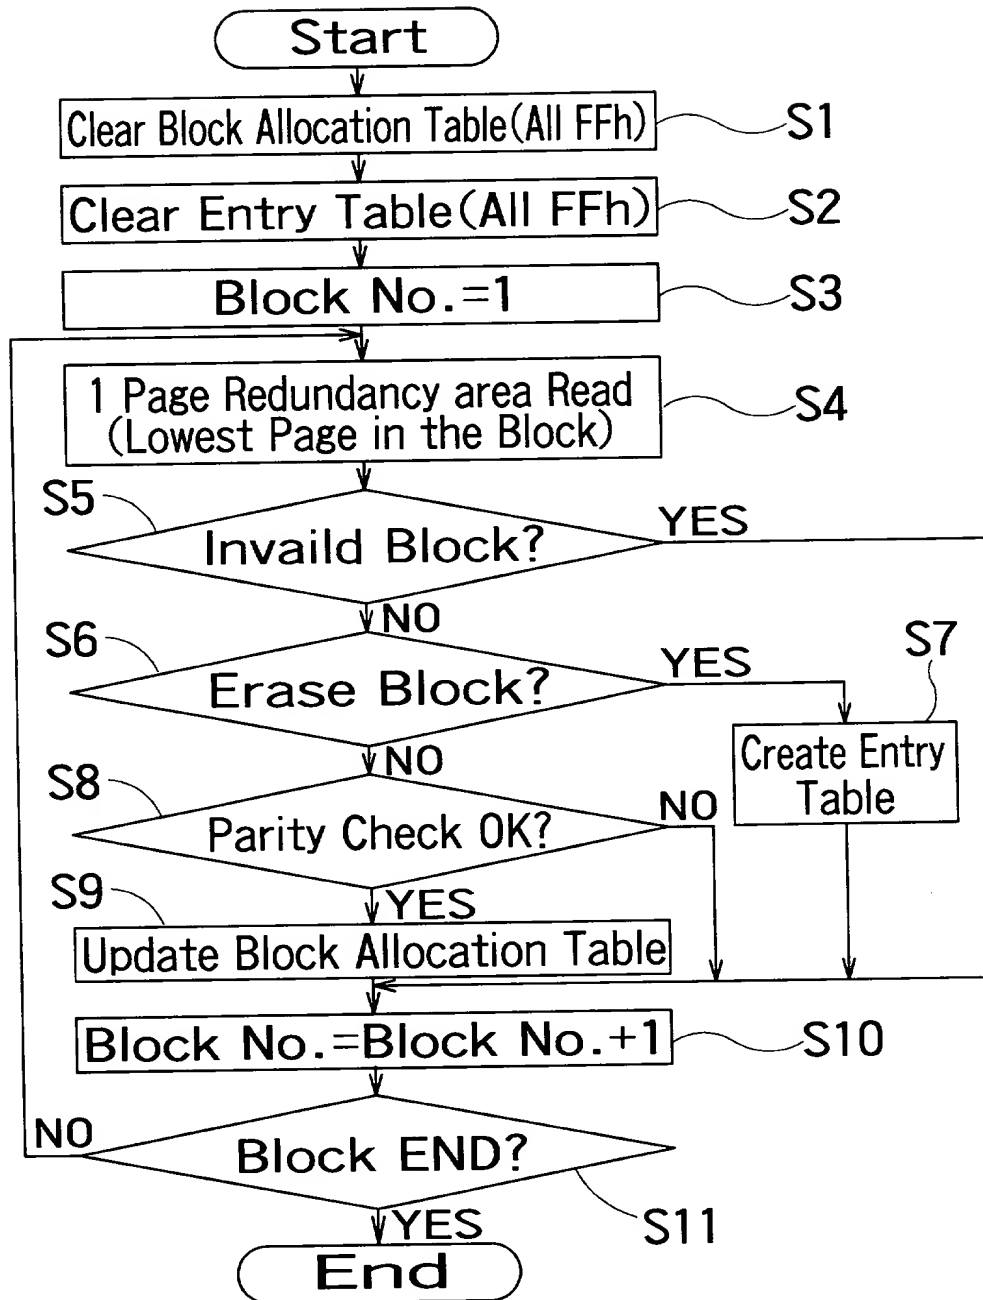 Start
Clear Block Allocation Table(All FFh)
S1
Clear Entry Table(All FFh)
S2
Block No.=1
S3
1 Page Redundancy area Read
(Lowest Page in the Block)
S4
S5
Invaild Block?
YES
NO
S6
Erase Block?
YES
S7
Create Entry
Table
NO
S8
Parity Check OK?
NO
YES
S9
Update Block Allocation Table
Block No.=Block No.+1
S10
NO
Block END?
S11
YES
End